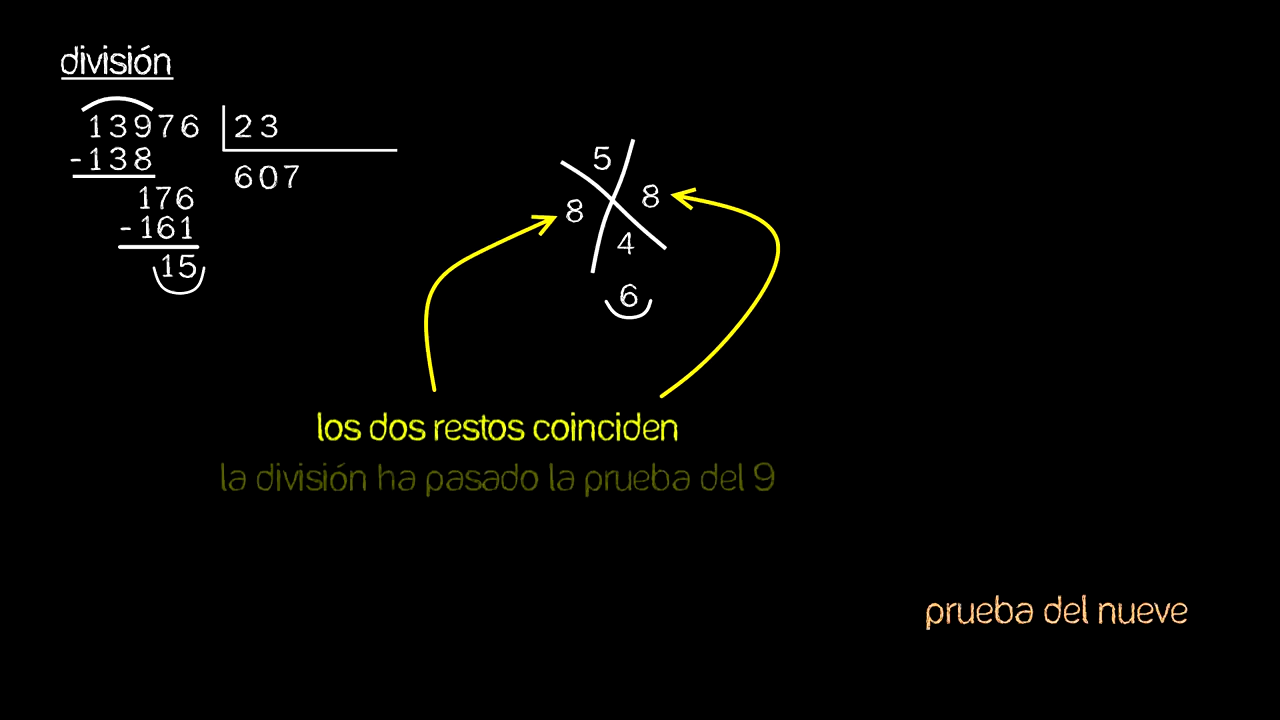 división
13976 23
-138 607
176
-161
15
5
8 8
4
6
los dos restos coinciden
la división ha pasado la prueba del 9
prueba del nueve